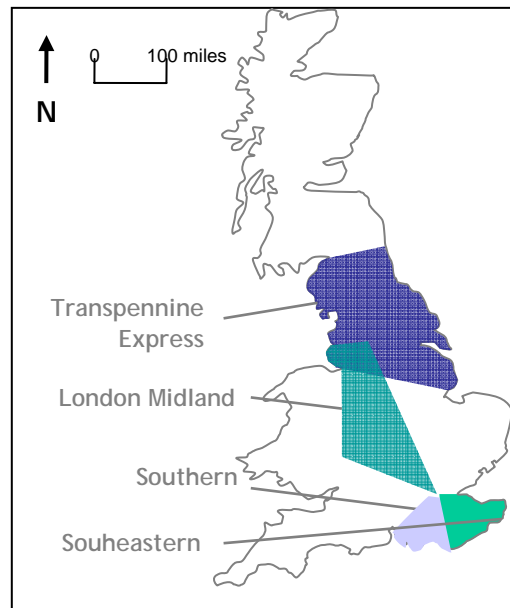 0 100 miles
N
Transpennine
Express
London Midland
Southern
Souheastern